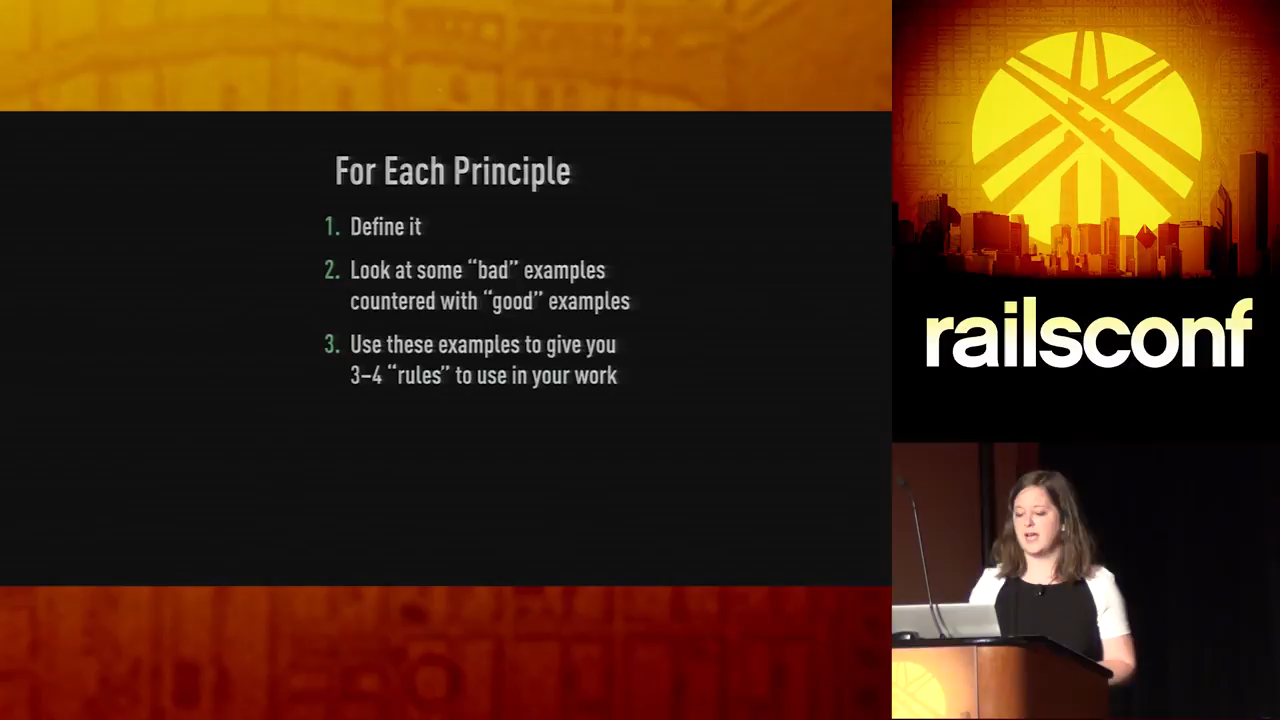 For Each Principle
1. Define it
2. Look at some “bad” examples
countered with “good” examples
3. Use these examples to give you
3–4 “rules” to use in your work
railsconf